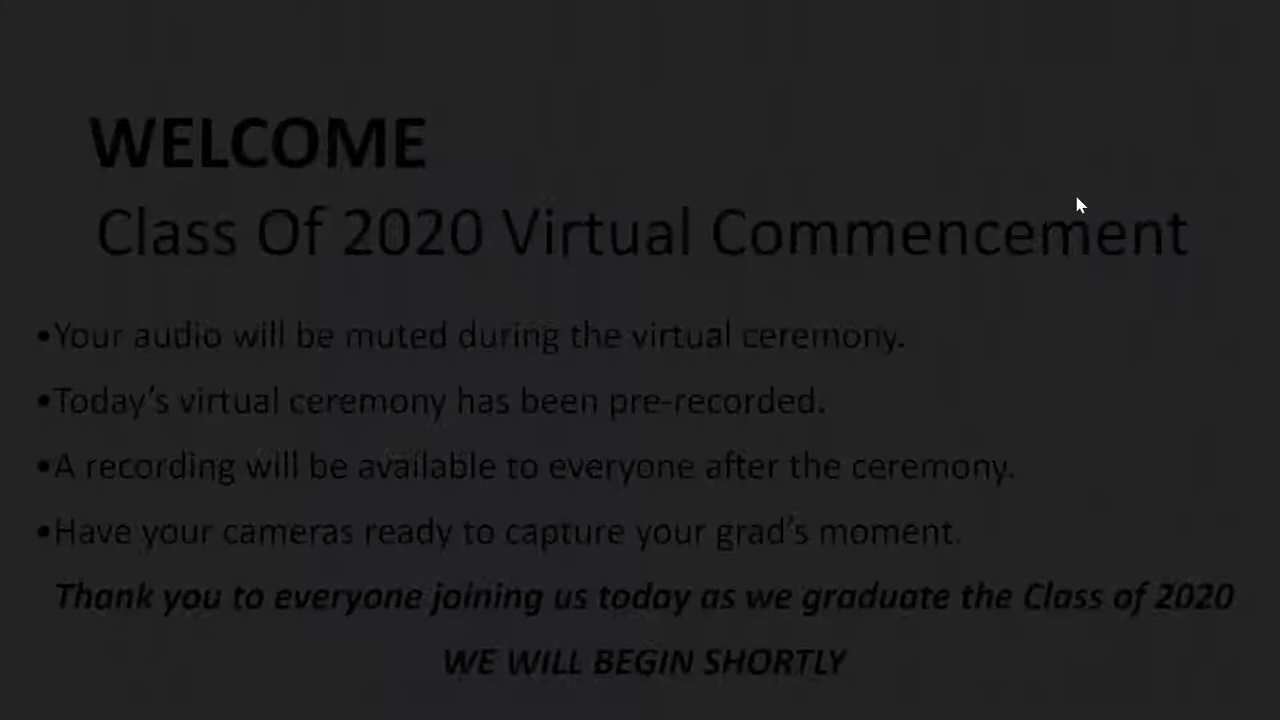 WELCOME
Class Of 2020 Virtual Commencement
•Your audio will be muted during the virtual ceremony.
•Today’s virtual ceremony has been pre-recorded.
•A recording will be available to everyone after the ceremony.
•Have your cameras ready to capture your grad’s moment.
Thank you to everyone joining us today as we graduate the Class of 2020
WE WILL BEGIN SHORTLY